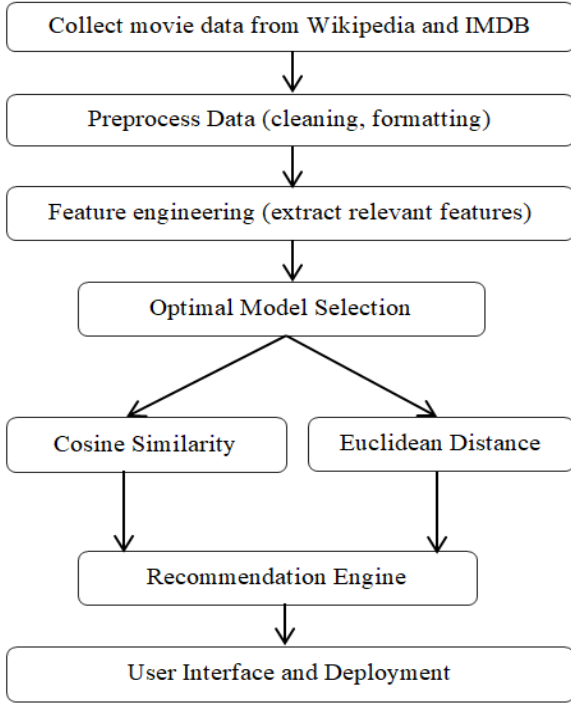 Collect movie data from Wikipedia and IMDB
Preprocess Data (cleaning, formatting)
Feature engineering (extract relevant features)
Optimal Model Selection
Cosine Similarity
Euclidean Distance
Recommendation Engine
User Interface and Deployment